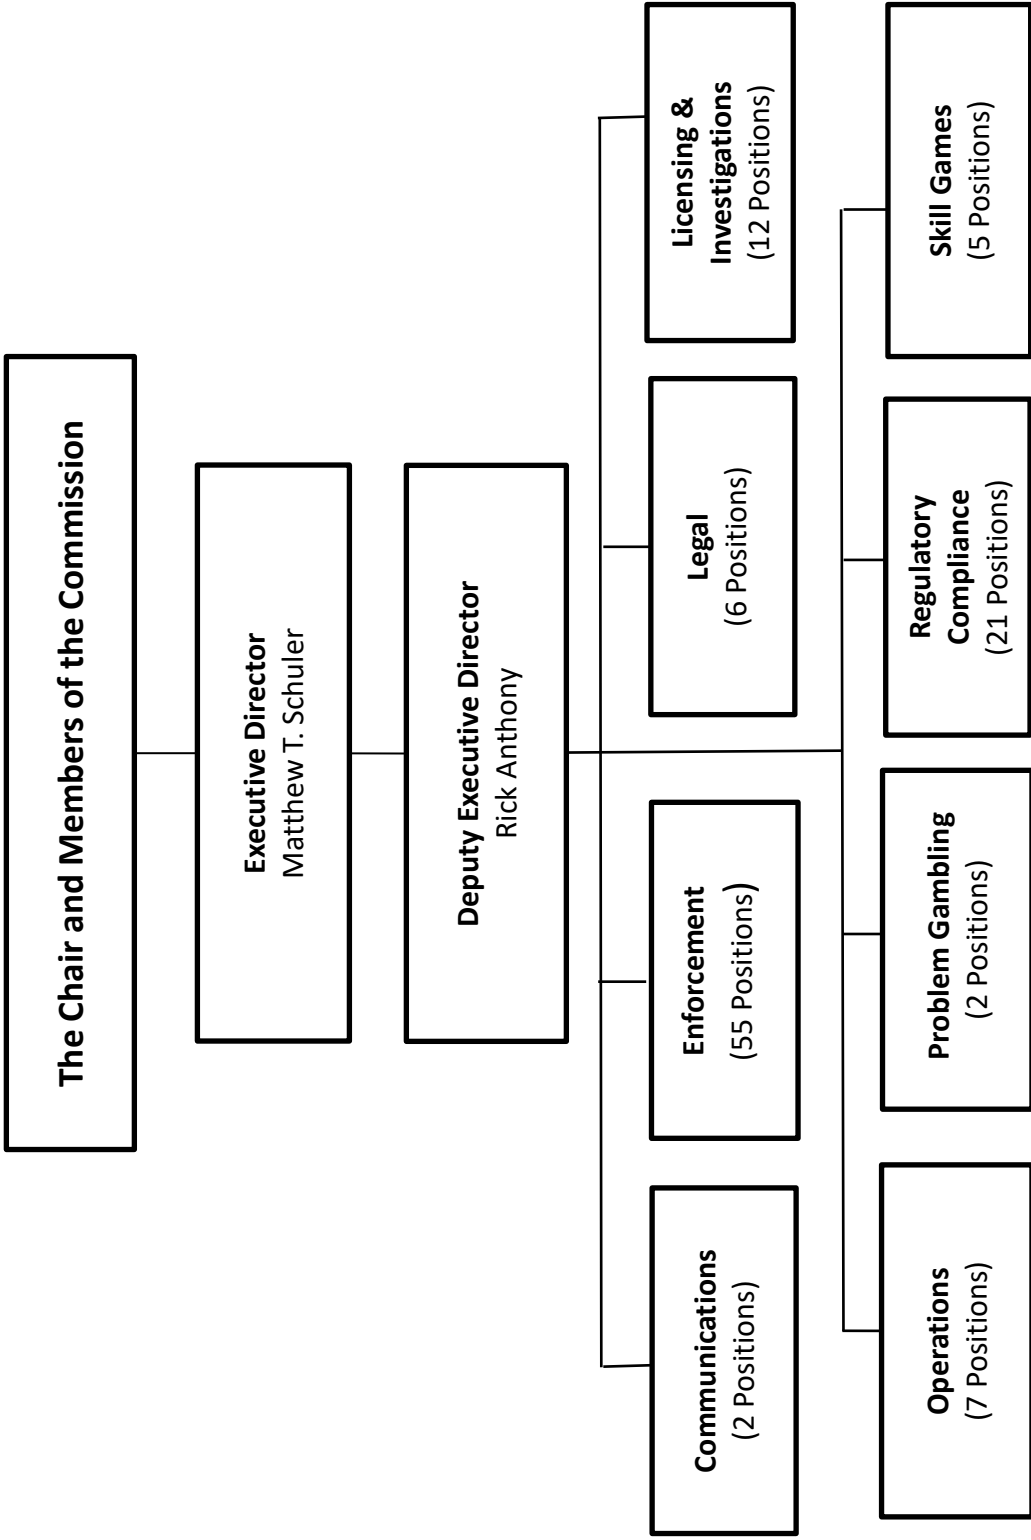 The Chair and Members of the Commission
Executive Director
Matthew T. Schuler
Deputy Executive Director
Rick Anthony
Communications
(2 Positions)
Enforcement
(55 Positions)
Legal
(6 Positions)
Licensing &
Investigations
(12 Positions)
Operations
(7 Positions)
Problem Gambling
(2 Positions)
Regulatory
Compliance
(21 Positions)
Skill Games
(5 Positions)